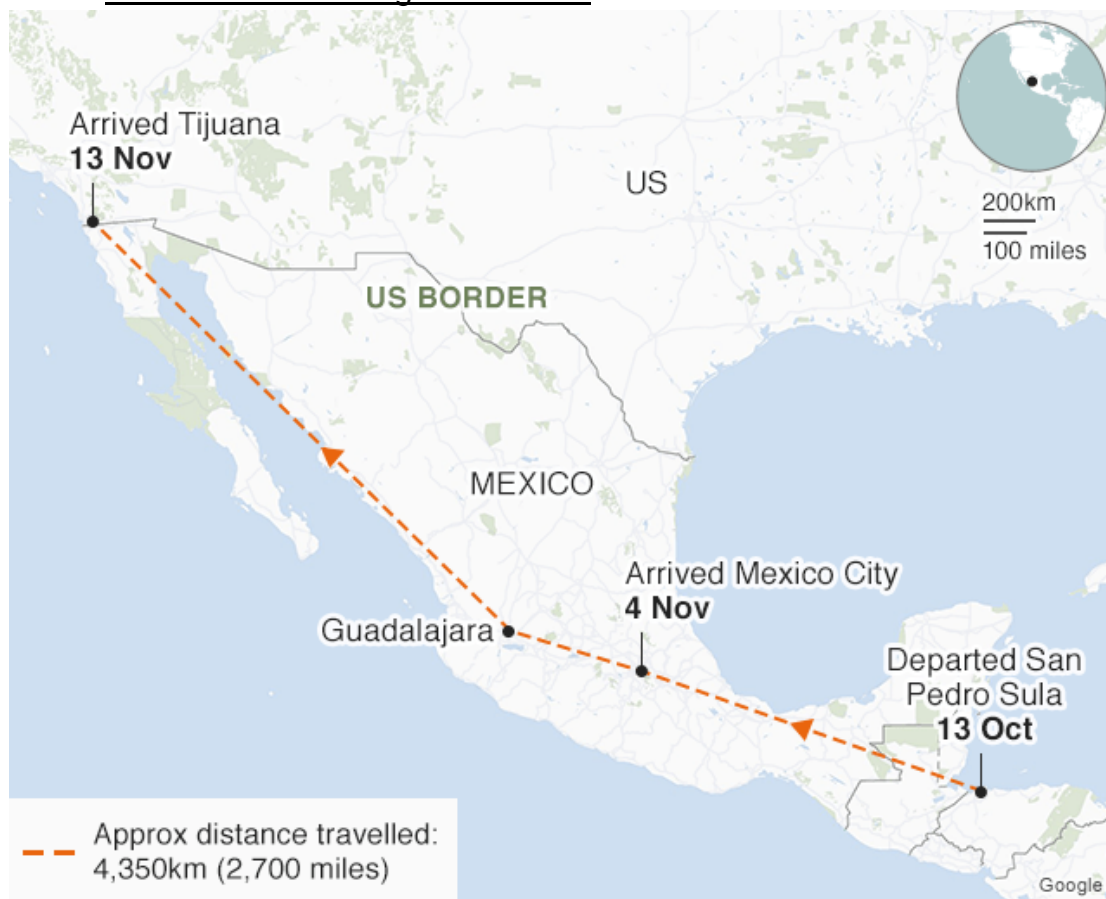 Arrived Tijuana
13 Nov
US
200km
100 miles
US BORDER
MEXICO
Arrived Mexico City
4 Nov
Guadalajara
Departed San
Pedro Sula
13 Oct
Approx distance travelled:
4,350km (2,700 miles)
Google